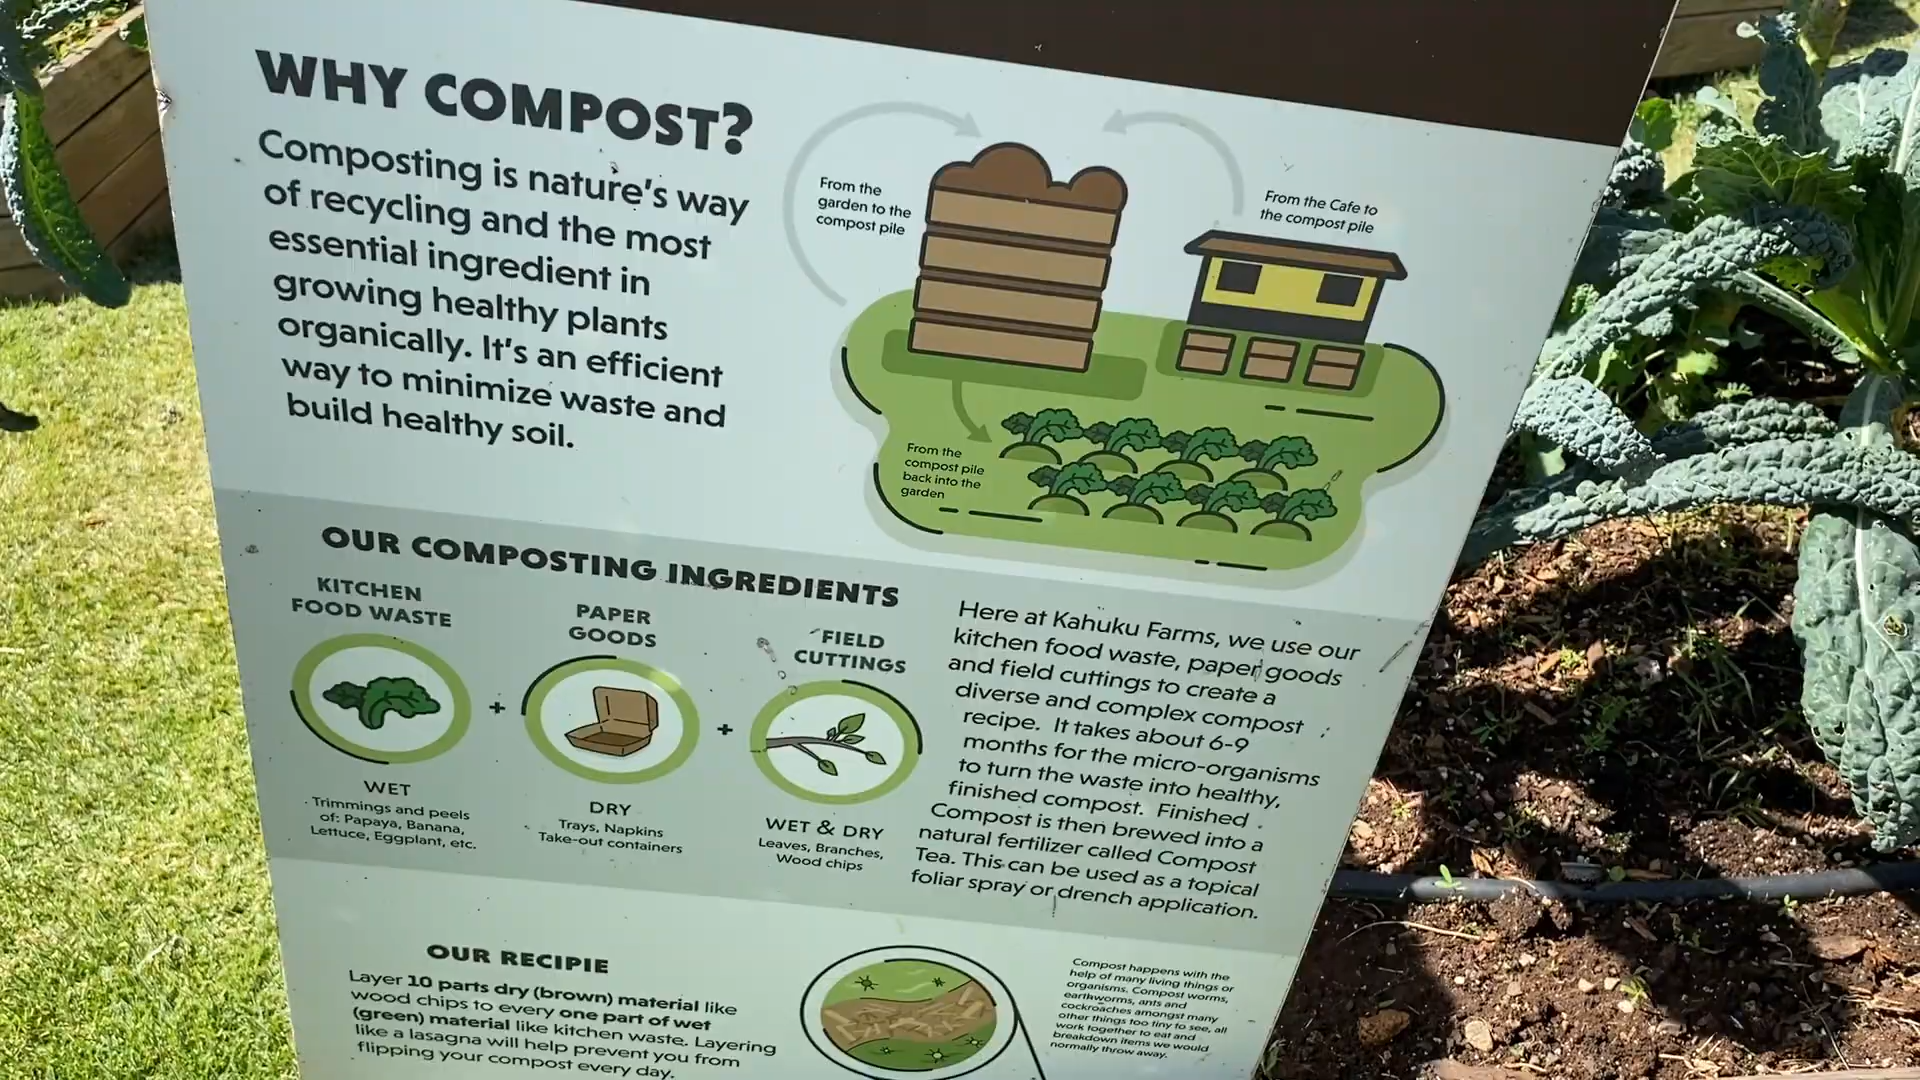 WHY COMPOST?
Composting is nature's way
of recycling and the most
essential ingredient in
growing healthy plants
organically. It's an efficient
way to minimize waste and
build healthy soil.
From the
garden to the
compost pile
From the Cafe to
the compost pile
From the
compost pile
back into the
garden
OUR COMPOSTING INGREDIENTS
KITCHEN
FOOD WASTE
+
PAPER
GOODS
+
FIELD
CUTTINGS
WET
Trimmings and peels
of: Papaya, Banana,
Lettuce, Eggplant, etc.
DRY
Trays, Napkins
Take-out containers
WET & DRY
Leaves, Branches,
Wood chips
Here at Kahuku Farms, we use our
kitchen food waste, paper goods
and field cuttings to create a
diverse and complex compost
recipe. It takes about 6-9
months for the micro-organisms
to turn the waste into healthy,
finished compost. Finished
Compost is then brewed into a
natural fertilizer called Compost
Tea. This can be used as a topical
foliar spray or drench application.
OUR RECIPIE
Layer 10 parts dry (brown) material like
wood chips to every one part of wet
(green) material like kitchen waste. Layering
like a lasagna will help prevent you from
flipping your compost every day.
Compost happens with the
help of many living things or
organisms. Compost worms,
earthworms, ants and
cockroaches amongst many
other things too tiny to see, all
work together to eat and
breakdown items we would
normally throw away.